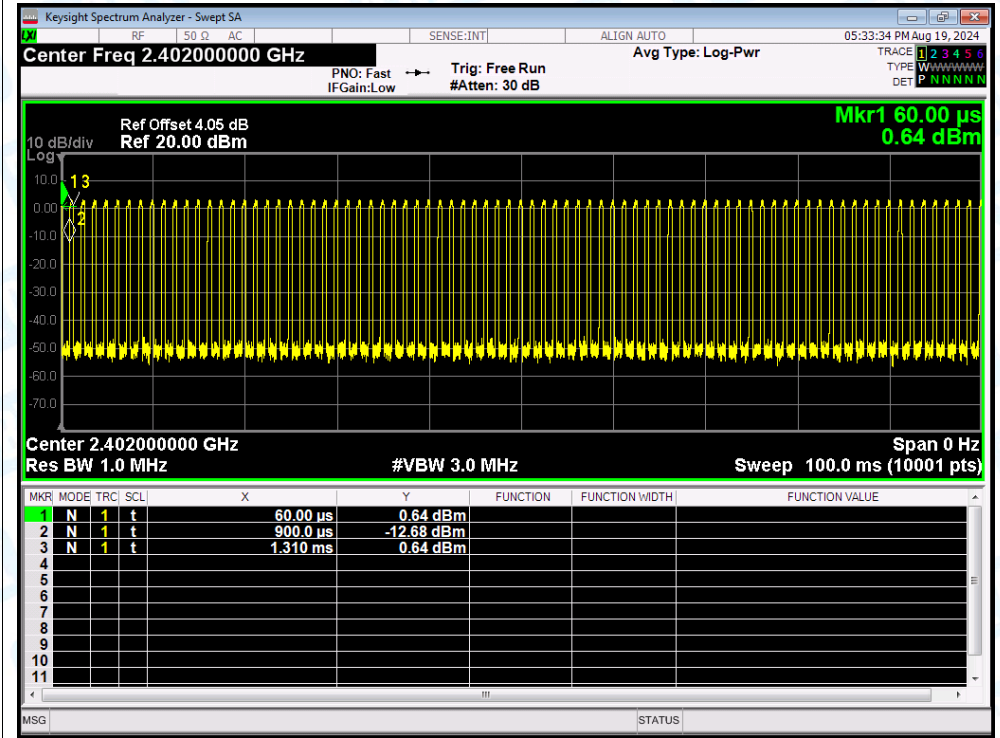 Keysight Spectrum Analyzer - Swept SA
LXI RF 50 Ω AC SENSE:INT ALIGN AUTO 05:33:34 PM Aug 19, 2024
Center Freq 2.402000000 GHz Avg Type: Log-Pwr TRACE 1 2 3 4 5 6
PNO: Fast Trig: Free Run TYPE WWWWWW
IFGain:Low #Atten: 30 dB DET P N N N N N
Mkr1 60.00 µs
0.64 dBm
Ref Offset 4.05 dB
10 dB/div Ref 20.00 dBm
Log
10.0
1 3
0.00
2
-10.0
-20.0
-30.0
-40.0
-50.0
-60.0
-70.0
Center 2.402000000 GHz Span 0 Hz
Res BW 1.0 MHz #VBW 3.0 MHz Sweep 100.0 ms (10001 pts)
MKR MODE TRC SCL X Y FUNCTION FUNCTION WIDTH FUNCTION VALUE
1 N 1 t 60.00 µs 0.64 dBm
2 N 1 t 900.0 µs -12.68 dBm
3 N 1 t 1.310 ms 0.64 dBm
4
5
6
7
8
9
10
11
MSG STATUS